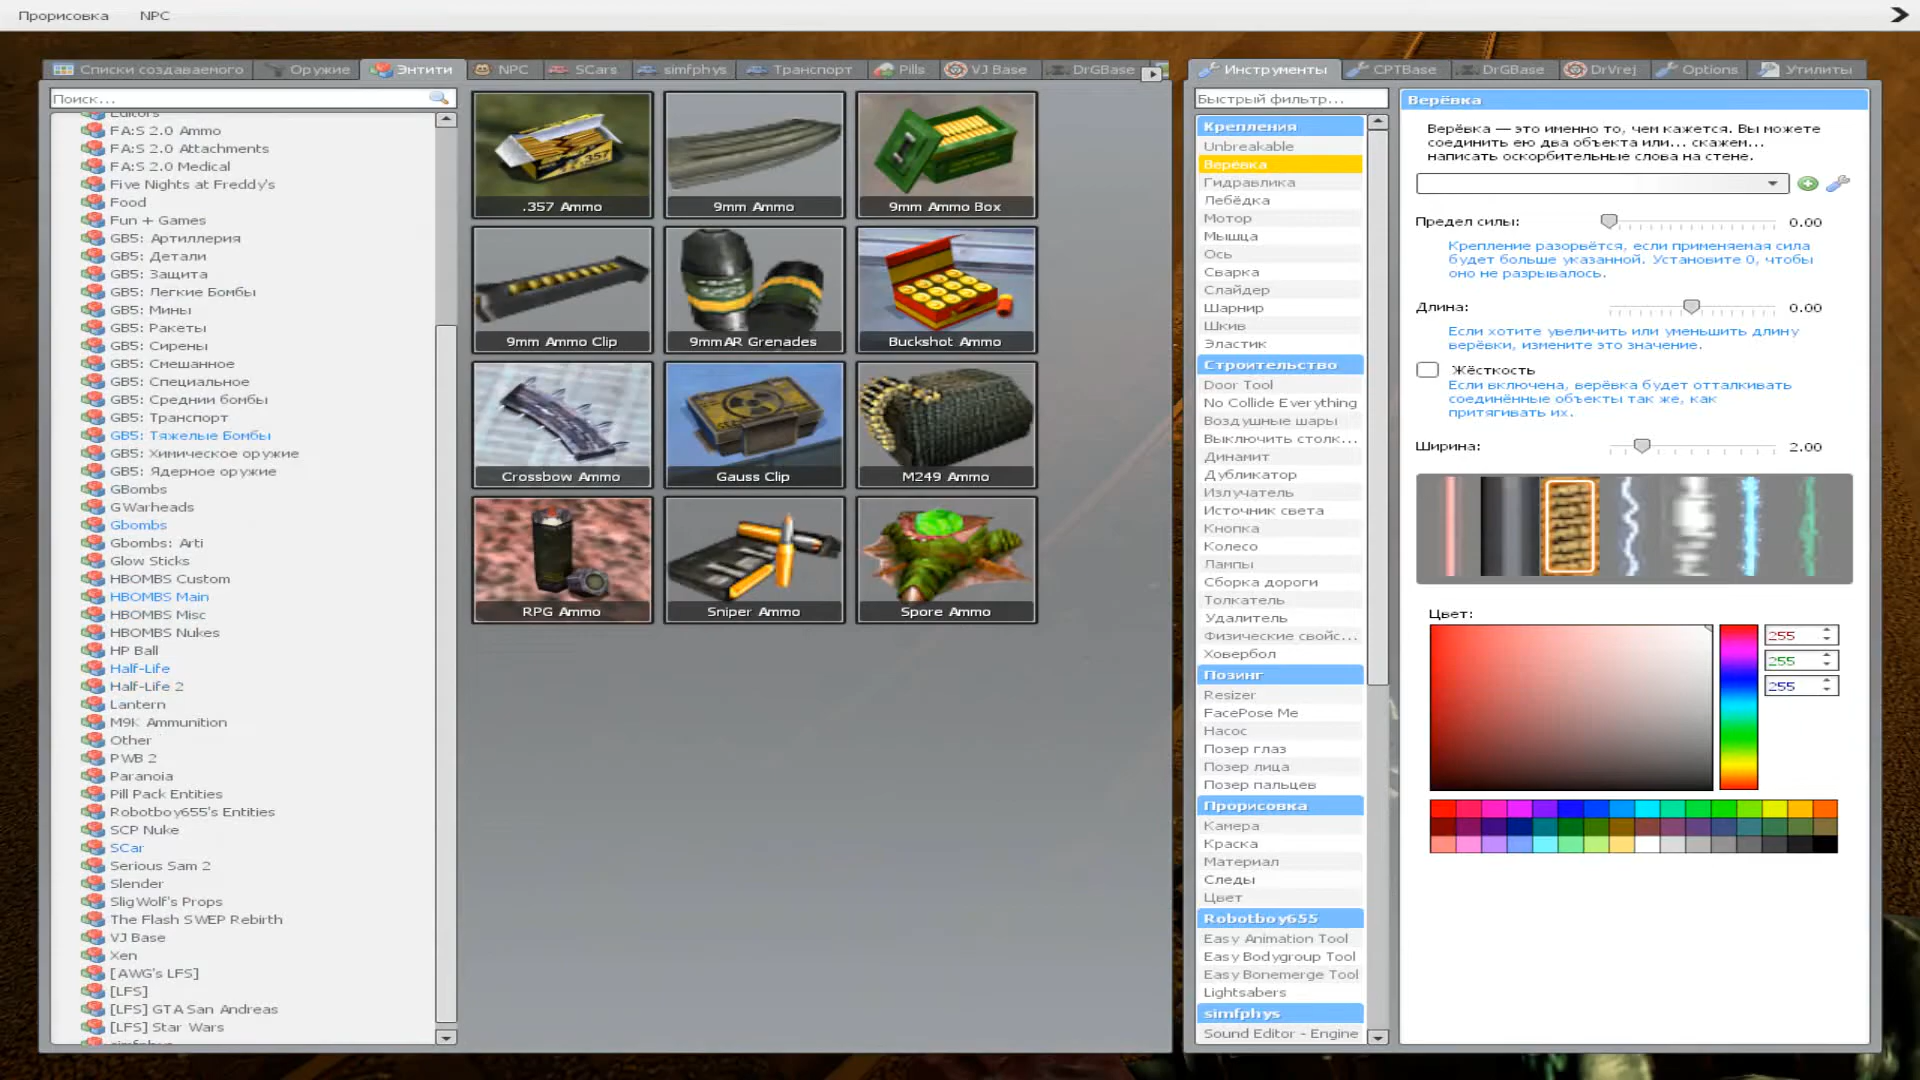 Прорисовка NPC
Списки создаваемого Оружие Энтити NPC SCars simfphys Транспорт Pills VJ Base DrGBase
Поиск...
Editors
FA:S 2.0 Ammo
FA:S 2.0 Attachments
FA:S 2.0 Medical
Five Nights at Freddy's
Food
Fun + Games
GB5: Артиллерия
GB5: Детали
GB5: Защита
GB5: Легкие Бомбы
GB5: Мины
GB5: Ракеты
GB5: Сирены
GB5: Смешанное
GB5: Специальное
GB5: Средние бомбы
GB5: Транспорт
GB5: Тяжелые Бомбы
GB5: Химическое оружие
GB5: Ядерное оружие
GBombs
GWarheads
Gbombs
Gbombs: Arti
Glow Sticks
HBOMBS Custom
HBOMBS Main
HBOMBS Misc
HBOMBS Nukes
HP Ball
Half-Life
Half-Life 2
Lantern
M9K Ammunition
Other
PWB 2
Paranoia
Pill Pack Entities
Robotboy655's Entities
SCP Nuke
SCar
Serious Sam 2
Slender
SligWolf's Props
The Flash SWEP Rebirth
VJ Base
Xen
[AWG's LFS]
[LFS]
[LFS] GTA San Andreas
[LFS] Star Wars
simfphys
.357 Ammo
9mm Ammo
9mm Ammo Box
9mm Ammo Clip
9mmAR Grenades
Buckshot Ammo
Crossbow Ammo
Gauss Clip
M249 Ammo
RPG Ammo
Sniper Ammo
Spore Ammo
Инструменты CPTBase DrGBase DrVrej Options Утилиты
Быстрый фильтр...
Крепления
Unbreakable
Верёвка
Гидравлика
Лебёдка
Мотор
Мышца
Ось
Сварка
Слайдер
Шарнир
Шкив
Эластик
Строительство
Door Tool
No Collide Everything
Воздушные шары
Выключить столк...
Динамит
Дубликатор
Излучатель
Источник света
Кнопка
Колесо
Лампы
Сборка дороги
Толкатель
Удалитель
Физические свойс...
Ховербол
Позинг
Resizer
FacePose Me
Насос
Позер глаз
Позер лица
Позер пальцев
Прорисовка
Камера
Краска
Материал
Следы
Цвет
Robotboy655
Easy Animation Tool
Easy Bodygroup Tool
Easy Bonemerge Tool
Lightsabers
simfphys
Sound Editor - Engine
Верёвка
Верёвка — это именно то, чем кажется. Вы можете
соединить ею два объекта или... скажем...
написать оскорбительные слова на стене.
Предел силы: 0.00
Крепление разорвётся, если применяемая сила
будет больше указанной. Установите 0, чтобы
оно не разрывалось.
Длина: 0.00
Если хотите увеличить или уменьшить длину
верёвки, измените это значение.
Жёсткость
Если включена, верёвка будет отталкивать
соединённые объекты так же, как
притягивать их.
Ширина: 2.00
Цвет:
255
255
255